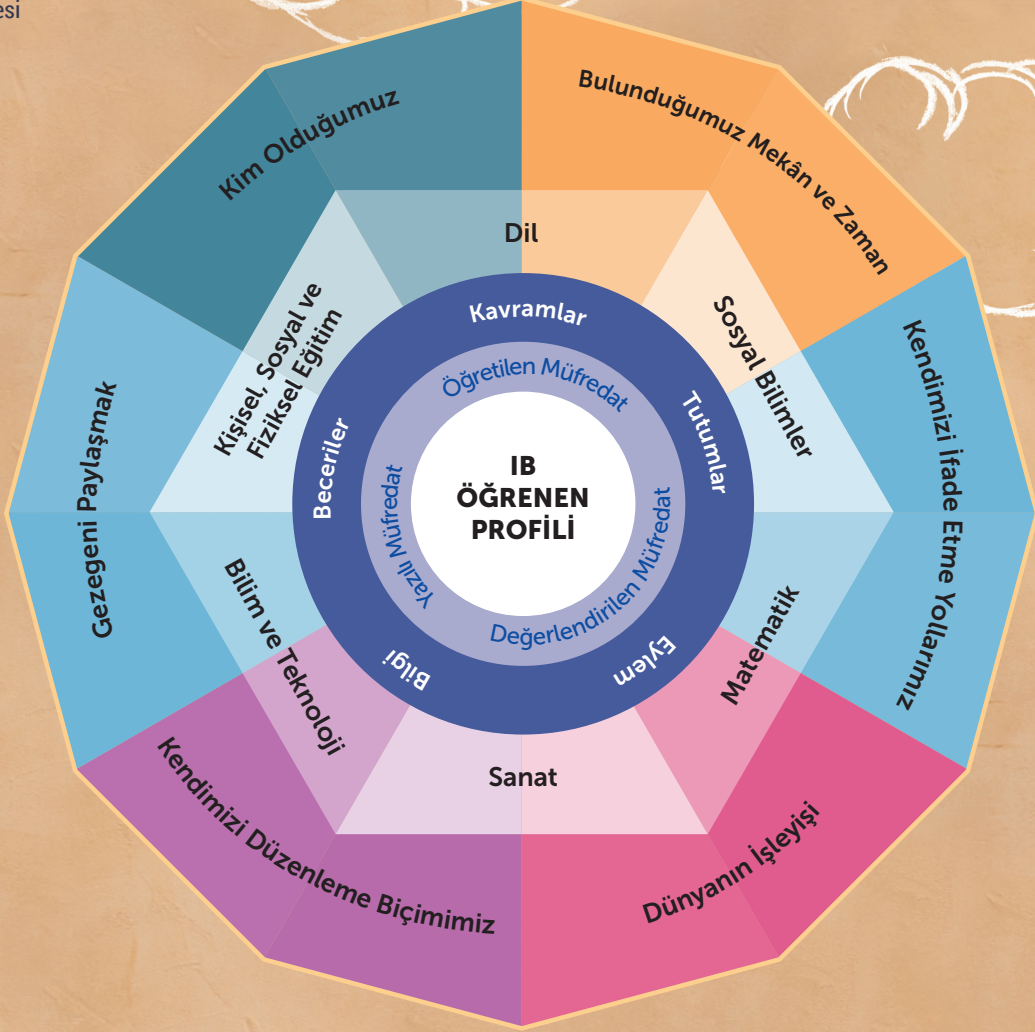 esi
Kim Olduğumuz
Bulunduğumuz Mekân ve Zaman
Kendimizi İfade Etme Yollarımız
Dünyanın İşleyişi
Kendimizi Düzenleme Biçimimiz
Gezegeni Paylaşmak
Dil
Sosyal Bilimler
Matematik
Sanat
Bilim ve Teknoloji
Kişisel, Sosyal ve
Fiziksel Eğitim
Kavramlar
Tutumlar
Eylem
Bilgi
Beceriler
Öğretilen Müfredat
Değerlendirilen Müfredat
Yazılı Müfredat
IB
ÖĞRENEN
PROFİLİ